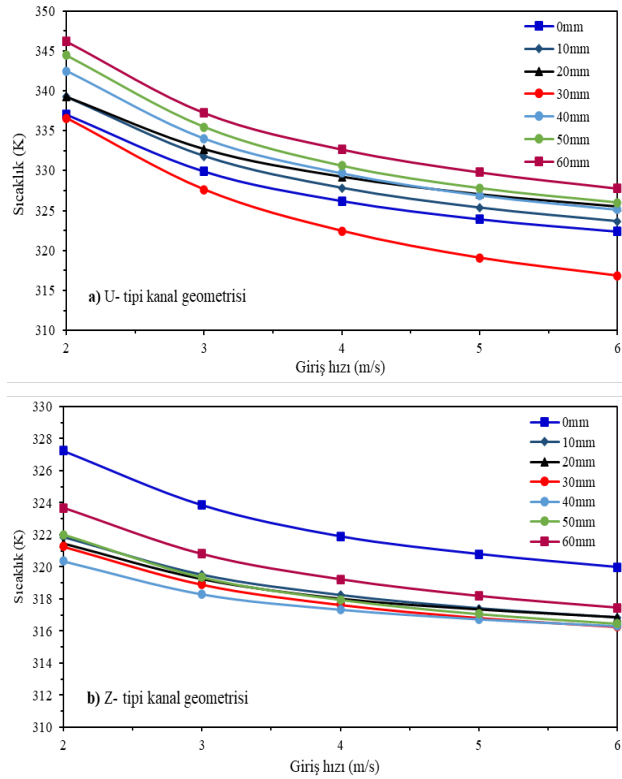 350
345
340
335
330
325
320
315
310
Sıcaklık (K)
0mm
10mm
20mm
30mm
40mm
50mm
60mm
a) U- tipi kanal geometrisi
2
3
4
5
6
Giriş hızı (m/s)
330
328
326
324
322
320
318
316
314
312
310
Sıcaklık (K)
0mm
10mm
20mm
30mm
40mm
50mm
60mm
b) Z- tipi kanal geometrisi
2
3
4
5
6
Giriş hızı (m/s)